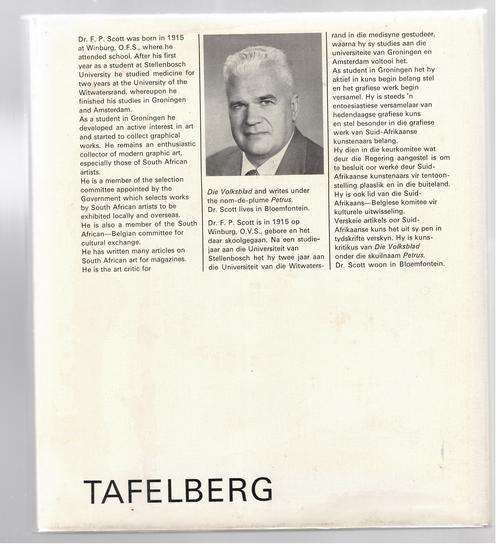 Dr. F. P. Scott was born in 1915
at Winburg, O.F.S., where he
attended school. After his first
year as a student at Stellenbosch
University he studied medicine for
two years at the University of the
Witwatersrand, whereupon he
finished his studies in Groningen
and Amsterdam.
As a student in Groningen he
developed an active interest in art
and started to collect graphical
works. He remains an enthusiastic
collector of modern graphic art,
especially those of South African
artists.
He is a member of the selection
committee appointed by the
Government which selects works
by South African artists to be
exhibited locally and overseas.
He is also a member of the South
African—Belgian committee for
cultural exchange.
He has written many articles on
South African art for magazines.
He is the art critic for
Die Volksblad and writes under
the nom-de-plume Petrus.
Dr. Scott lives in Bloemfontein.
Dr. F. P. Scott is in 1915 op
Winburg, O.V.S., gebore en het
daar skoolgegaan. Na een studie-
jaar aan die Universiteit van
Stellenbosch het hy twee jaar aan
die Universiteit van die Witwaters-
rand in die medisyne gestudeer,
waarna hy sy studies aan die
universiteite van Groningen en
Amsterdam voltooi het.
As student in Groningen het hy
aktief in kuns begin belang stel
en het grafiese werk begin
versamel. Hy is steeds 'n
entoesiastiese versamelaar van
hedendaagse grafiese kuns
en stel besonder in die grafiese
werk van Suid-Afrikaanse
kunstenaars belang.
Hy dien in die keurkomitee wat
deur die Regering aangestel is om
te besluit oor werke deur Suid-
Afrikaanse kunstenaars vir tentoon-
stelling plaaslik en in die buiteland.
Hy is ook lid van die Suid-
Afrikaans—Belgiese komitee vir
kulturele uitwisseling.
Verskeie artikels oor Suid-
Afrikaanse kuns het uit sy pen in
tydskrifte verskyn. Hy is kuns-
kritikus van Die Volksblad
onder die skuilnaam Petrus.
Dr. Scott woon in Bloemfontein.
TAFELBERG